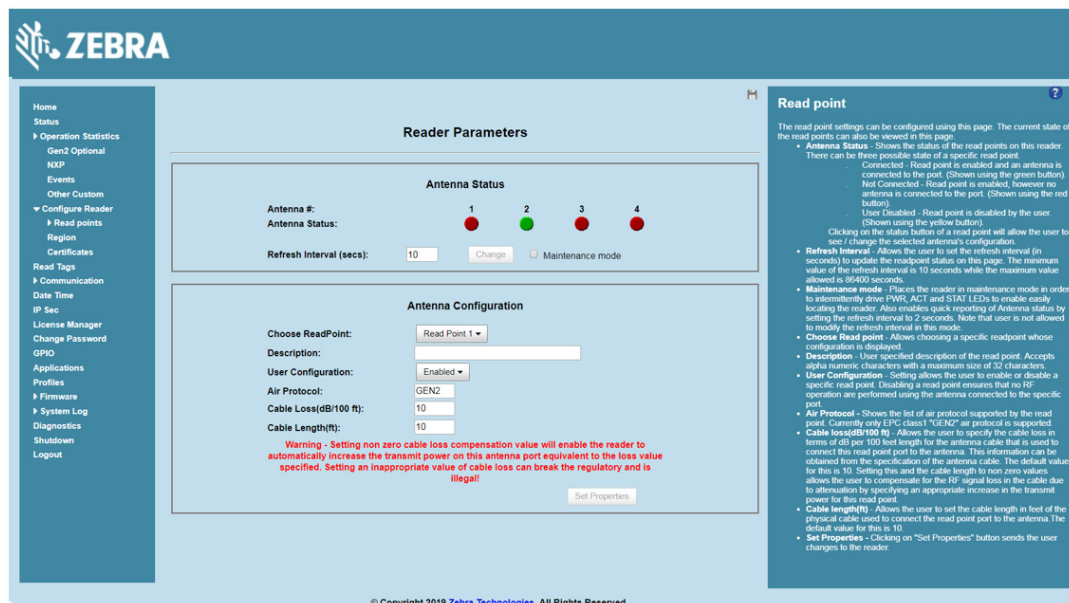 ZEBRA
Home
Status
Operation Statistics
Gen2 Optional
NXP
Events
Other Custom
Configure Reader
Read points
Region
Certificates
Read Tags
Communication
Date Time
IP Sec
License Manager
Change Password
GPIO
Applications
Profiles
Firmware
System Log
Diagnostics
Shutdown
Logout
Reader Parameters
Antenna Status
Antenna #: 1 2 3 4
Antenna Status:
Refresh Interval (secs): 10 Change Maintenance mode
Antenna Configuration
Choose ReadPoint: Read Point 1
Description:
User Configuration: Enabled
Air Protocol: GEN2
Cable Loss(dB/100 ft): 10
Cable Length(ft): 10
Warning - Setting non zero cable loss compensation value will enable the reader to
automatically increase the transmit power on this antenna port equivalent to the loss value
specified. Setting an inappropriate value of cable loss can break the regulatory and is
illegal!
Set Properties
?
Read point
The read point settings can be configured using this page. The current state of
the read points can also be viewed in this page.
• Antenna Status - Shows the status of the read points on this reader.
There can be three possible state of a specific read point.
Connected - Read point is enabled and an antenna is
connected to the port. (Shown using the green button).
Not Connected - Read point is enabled, however no
antenna is connected to the port. (Shown using the red
button).
User Disabled - Read point is disabled by the user.
(Shown using the yellow button).
Clicking on the status button of a read point will allow the user to
see / change the selected antenna's configuration.
• Refresh Interval - Allows the user to set the refresh interval (in
seconds) to update the readpoint status on this page. The minimum
value of the refresh interval is 10 seconds while the maximum value
allowed is 86400 seconds.
• Maintenance mode - Places the reader in maintenance mode in order
to intermittently drive PWR, ACT and STAT LEDs to enable easily
locating the reader. Also enables quick reporting of Antenna status by
setting the refresh interval to 2 seconds. Note that user is not allowed
to modify the refresh interval in this mode.
• Choose Read point - Allows choosing a specific readpoint whose
configuration is displayed.
• Description - User specified description of the read point. Accepts
alpha numeric characters with a maximum size of 32 characters.
• User Configuration - Setting allows the user to enable or disable a
specific read point. Disabling a read point ensures that no RF
operation are performed using the antenna connected to the specific
port.
• Air Protocol - Shows the list of air protocol supported by the read
point. Currently only EPC class1 "GEN2" air protocol is supported.
• Cable loss(dB/100 ft) - Allows the user to specify the cable loss in
terms of dB per 100 feet length for the antenna cable that is used to
connect this read point port to the antenna. This information can be
obtained from the specification of the antenna cable. The default value
for this is 10. Setting this and the cable length to non zero values
allows the user to compensate for the RF signal loss in the cable due
to attenuation by specifying an appropriate increase in the transmit
power for this read point.
• Cable length(ft) - Allows the user to set the cable length in feet of the
physical cable used to connect the read point port to the antenna.The
default value for this is 10.
• Set Properties - Clicking on "Set Properties" button sends the user
changes to the reader.
© Copyright 2019 Zebra Technologies. All Rights Reserved.